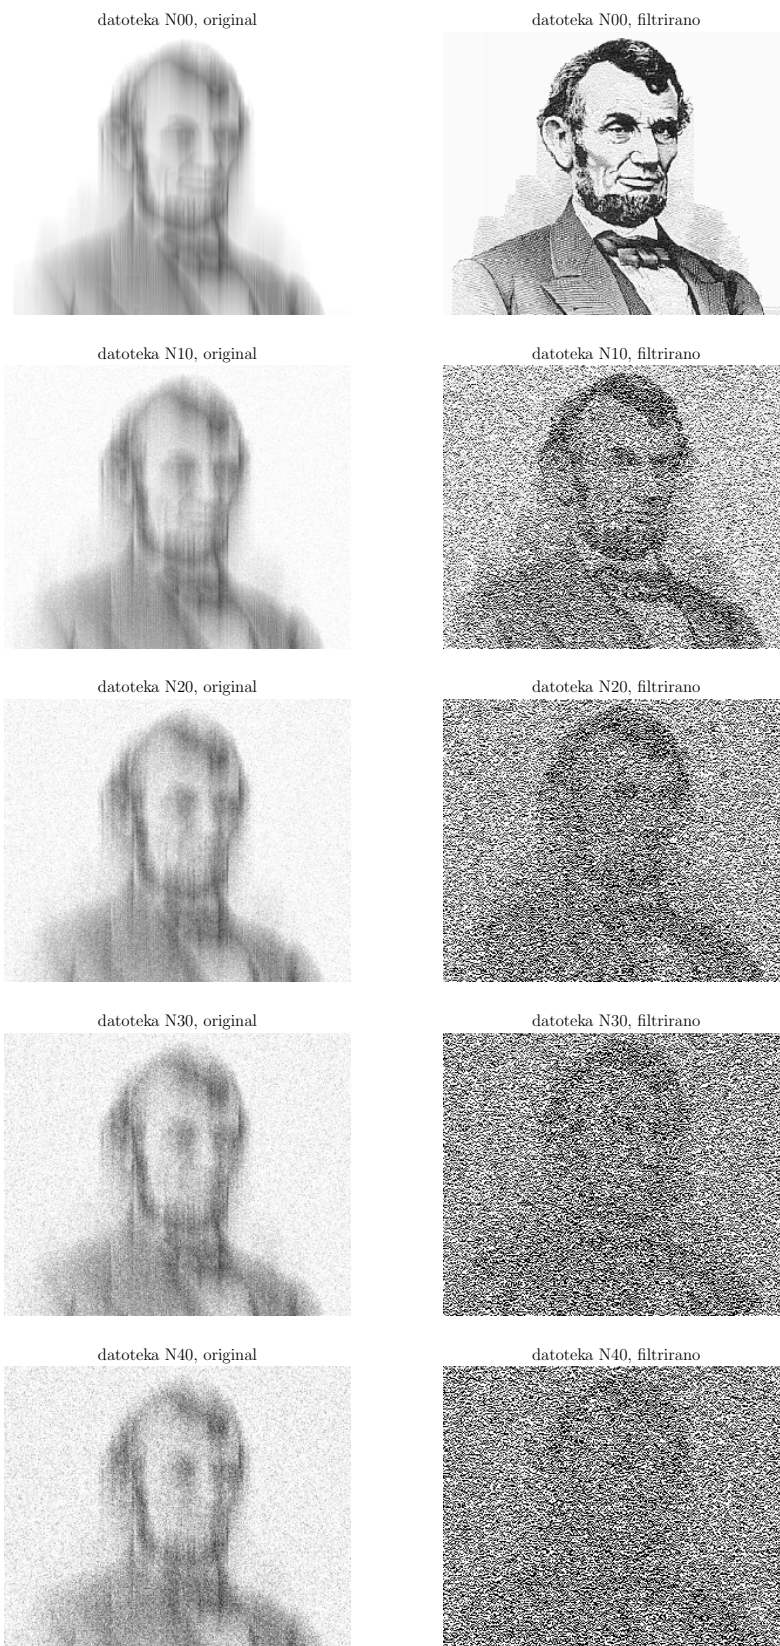 datoteka N00, original
datoteka N00, filtrirano
datoteka N10, original
datoteka N10, filtrirano
datoteka N20, original
datoteka N20, filtrirano
datoteka N30, original
datoteka N30, filtrirano
datoteka N40, original
datoteka N40, filtrirano